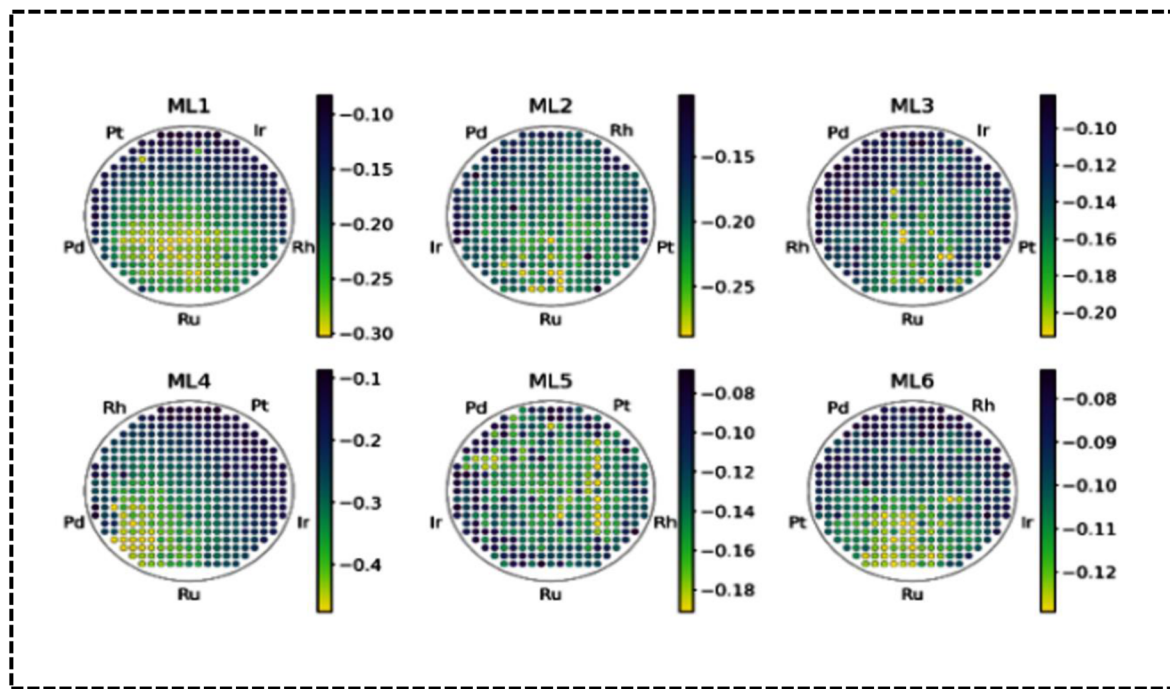 ML1
Pt Ir
Pd Rh
Ru
−0.10
−0.15
−0.20
−0.25
−0.30
ML2
Pd Rh
Ir Pt
Ru
−0.15
−0.20
−0.25
ML3
Pd Ir
Rh Pt
Ru
−0.10
−0.12
−0.14
−0.16
−0.18
−0.20
ML4
Rh Pt
Pd Ir
Ru
−0.1
−0.2
−0.3
−0.4
ML5
Pd Pt
Ir Rh
Ru
−0.08
−0.10
−0.12
−0.14
−0.16
−0.18
ML6
Pd Rh
Pt Ir
Ru
−0.08
−0.09
−0.10
−0.11
−0.12